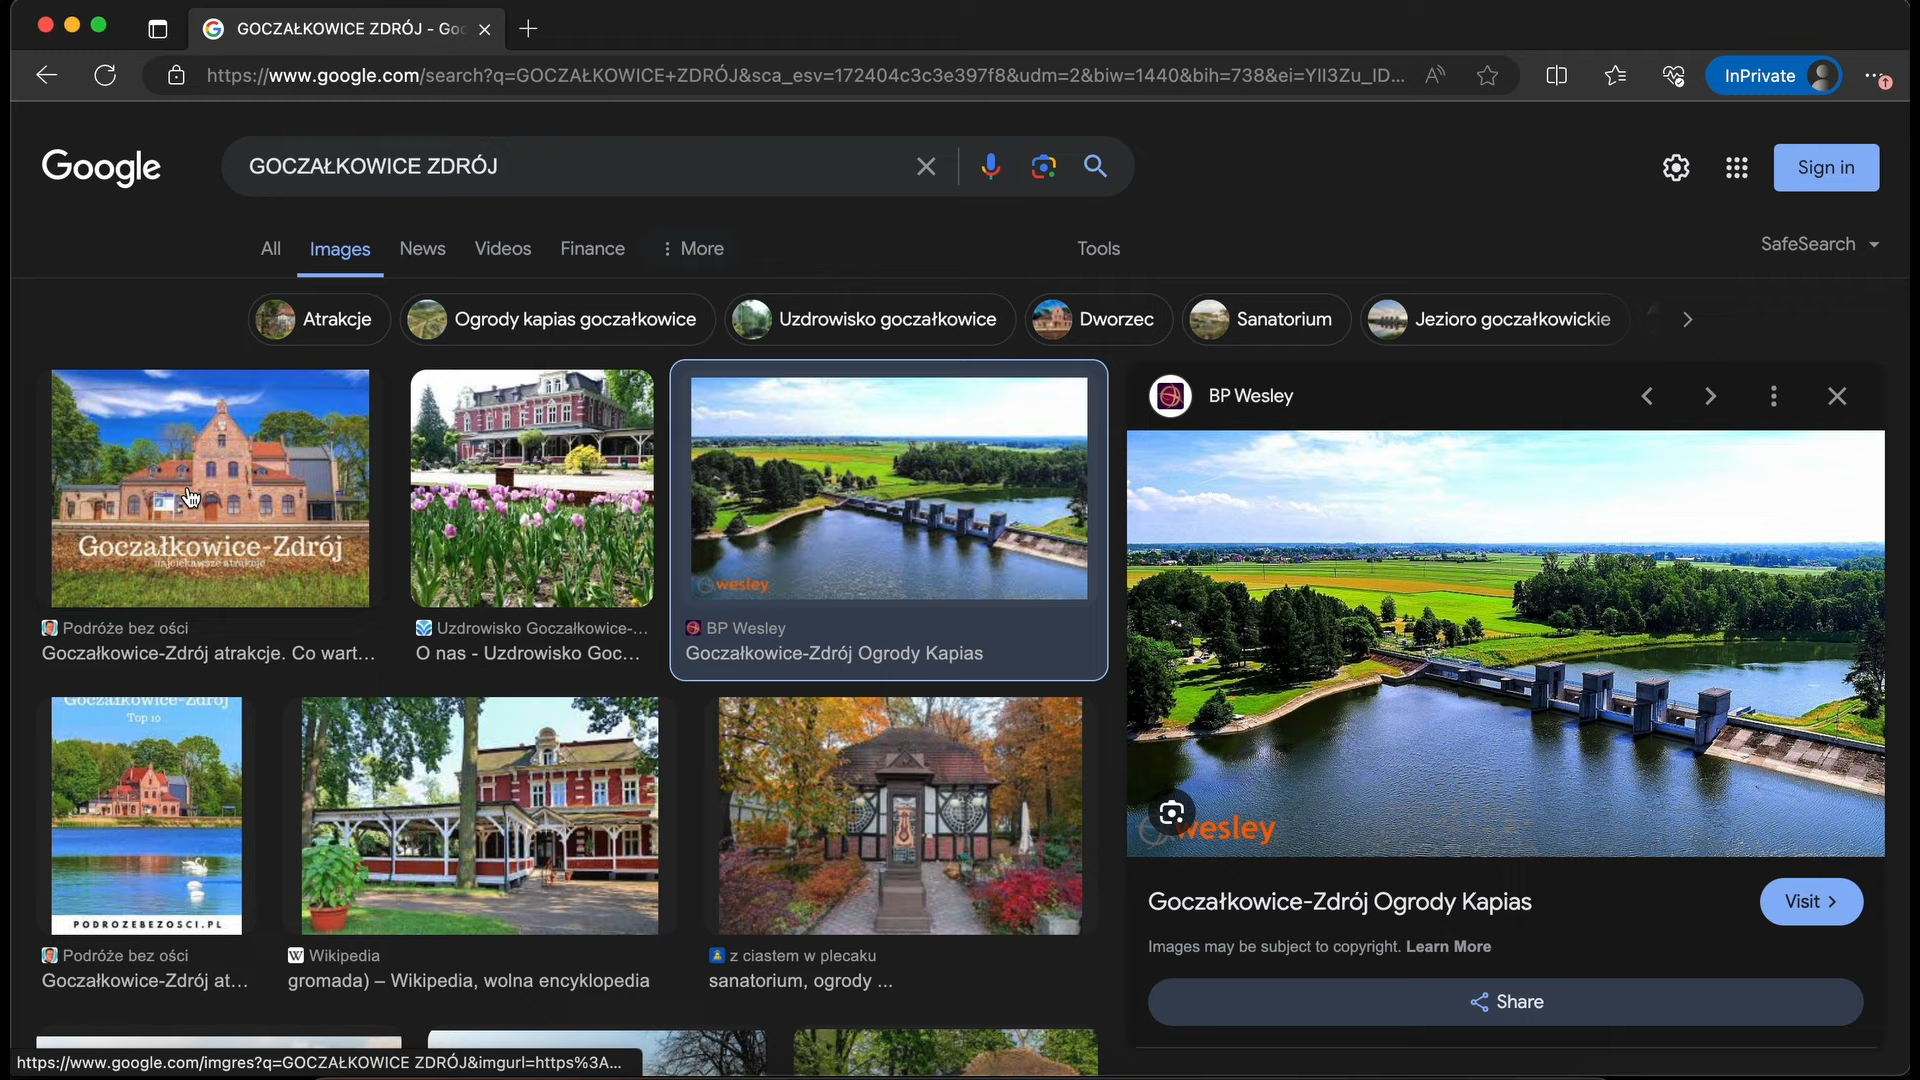 GOCZAŁKOWICE ZDRÓJ - Goo
https://www.google.com/search?q=GOCZAŁKOWICE+ZDRÓJ&sca_esv=172404c3c3e397f8&udm=2&biw=1440&bih=738&ei=YlI3Zu_ID...
InPrivate
Google
GOCZAŁKOWICE ZDRÓJ
Sign in
All
Images
News
Videos
Finance
More
Tools
SafeSearch
Atrakcje
Ogrody kapias goczałkowice
Uzdrowisko goczałkowice
Dworzec
Sanatorium
Jezioro goczałkowickie
Goczałkowice-Zdrój
najciekawsze atrakcje
Podróże bez ości
Goczałkowice-Zdrój atrakcje. Co wart...
Uzdrowisko Goczałkowice-...
O nas - Uzdrowisko Goc...
wesley
BP Wesley
Goczałkowice-Zdrój Ogrody Kapias
Goczałkowice-Zdrój
Top 10
PODROZEBEZOSCI.PL
Podróże bez ości
Goczałkowice-Zdrój at...
W Wikipedia
gromada) – Wikipedia, wolna encyklopedia
z ciastem w plecaku
sanatorium, ogrody ...
BP Wesley
wesley
Goczałkowice-Zdrój Ogrody Kapias
Visit
Images may be subject to copyright. Learn More
Share
https://www.google.com/imgres?q=GOCZAŁKOWICE ZDRÓJ&imgurl=https%3A...